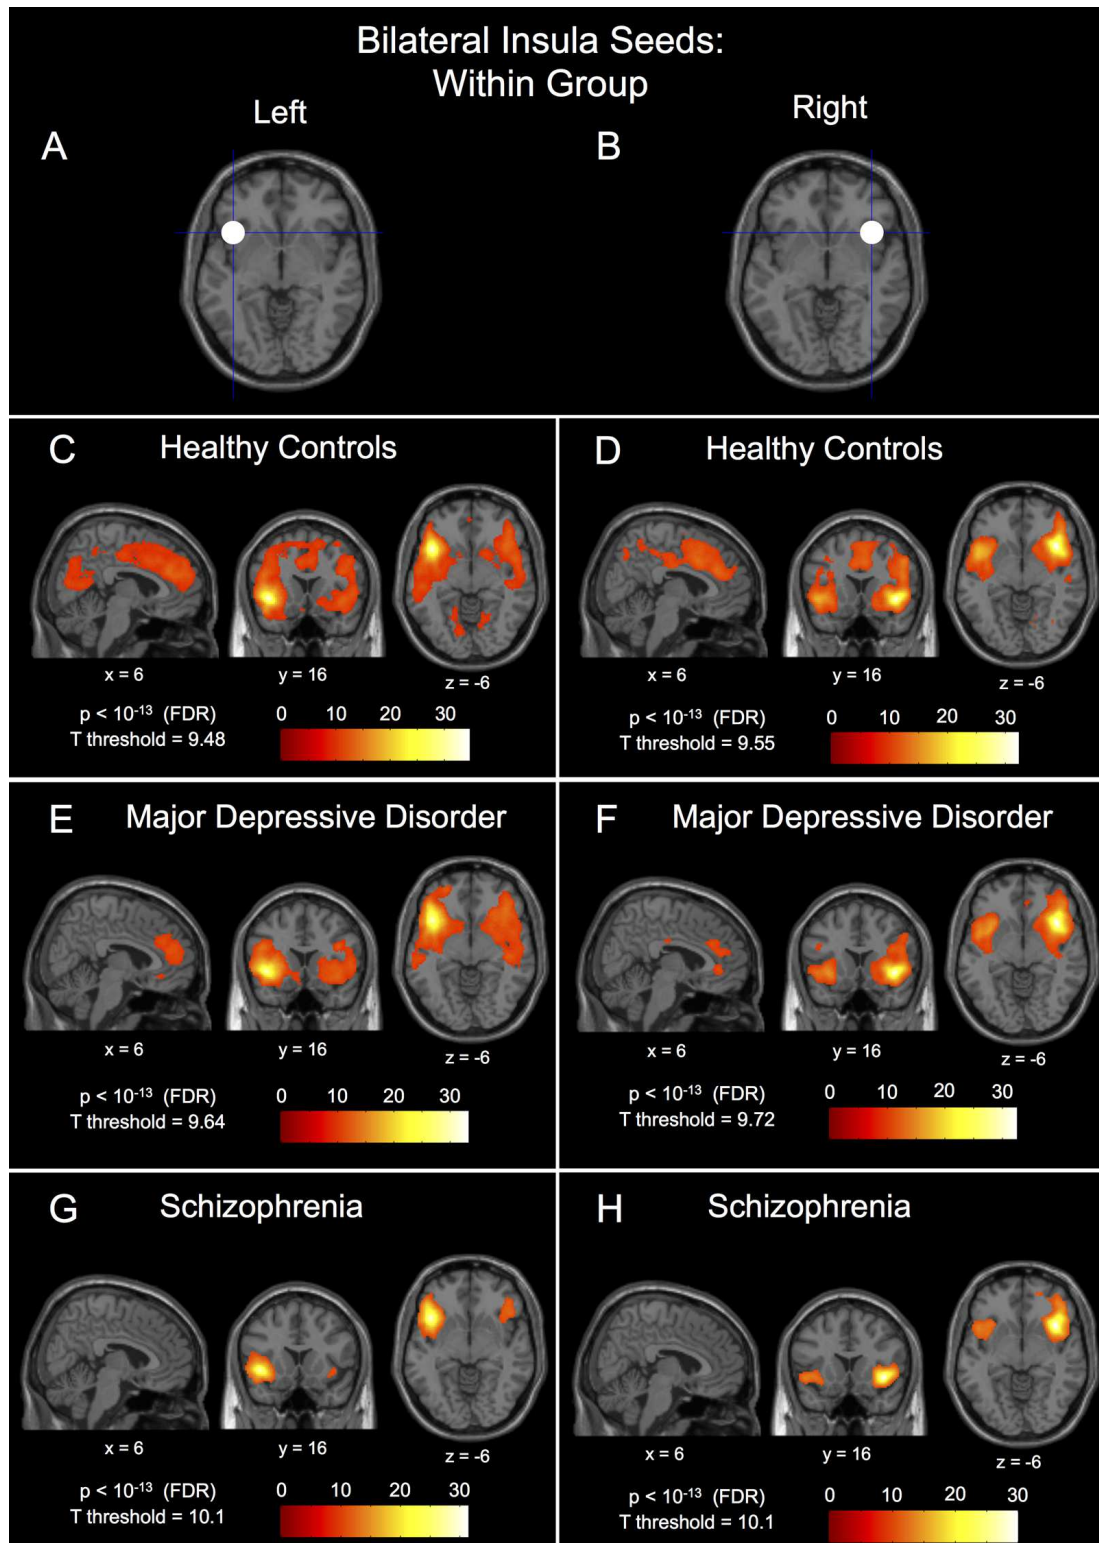 Bilateral Insula Seeds:
Within Group
Left
Right
A
B
C
Healthy Controls
x = 6
y = 16
z = -6
p < 10⁻¹³ (FDR)
T threshold = 9.48
0 10 20 30
D
Healthy Controls
x = 6
y = 16
z = -6
p < 10⁻¹³ (FDR)
T threshold = 9.55
0 10 20 30
E
Major Depressive Disorder
x = 6
y = 16
z = -6
p < 10⁻¹³ (FDR)
T threshold = 9.64
0 10 20 30
F
Major Depressive Disorder
x = 6
y = 16
z = -6
p < 10⁻¹³ (FDR)
T threshold = 9.72
0 10 20 30
G
Schizophrenia
x = 6
y = 16
z = -6
p < 10⁻¹³ (FDR)
T threshold = 10.1
0 10 20 30
H
Schizophrenia
x = 6
y = 16
z = -6
p < 10⁻¹³ (FDR)
T threshold = 10.1
0 10 20 30